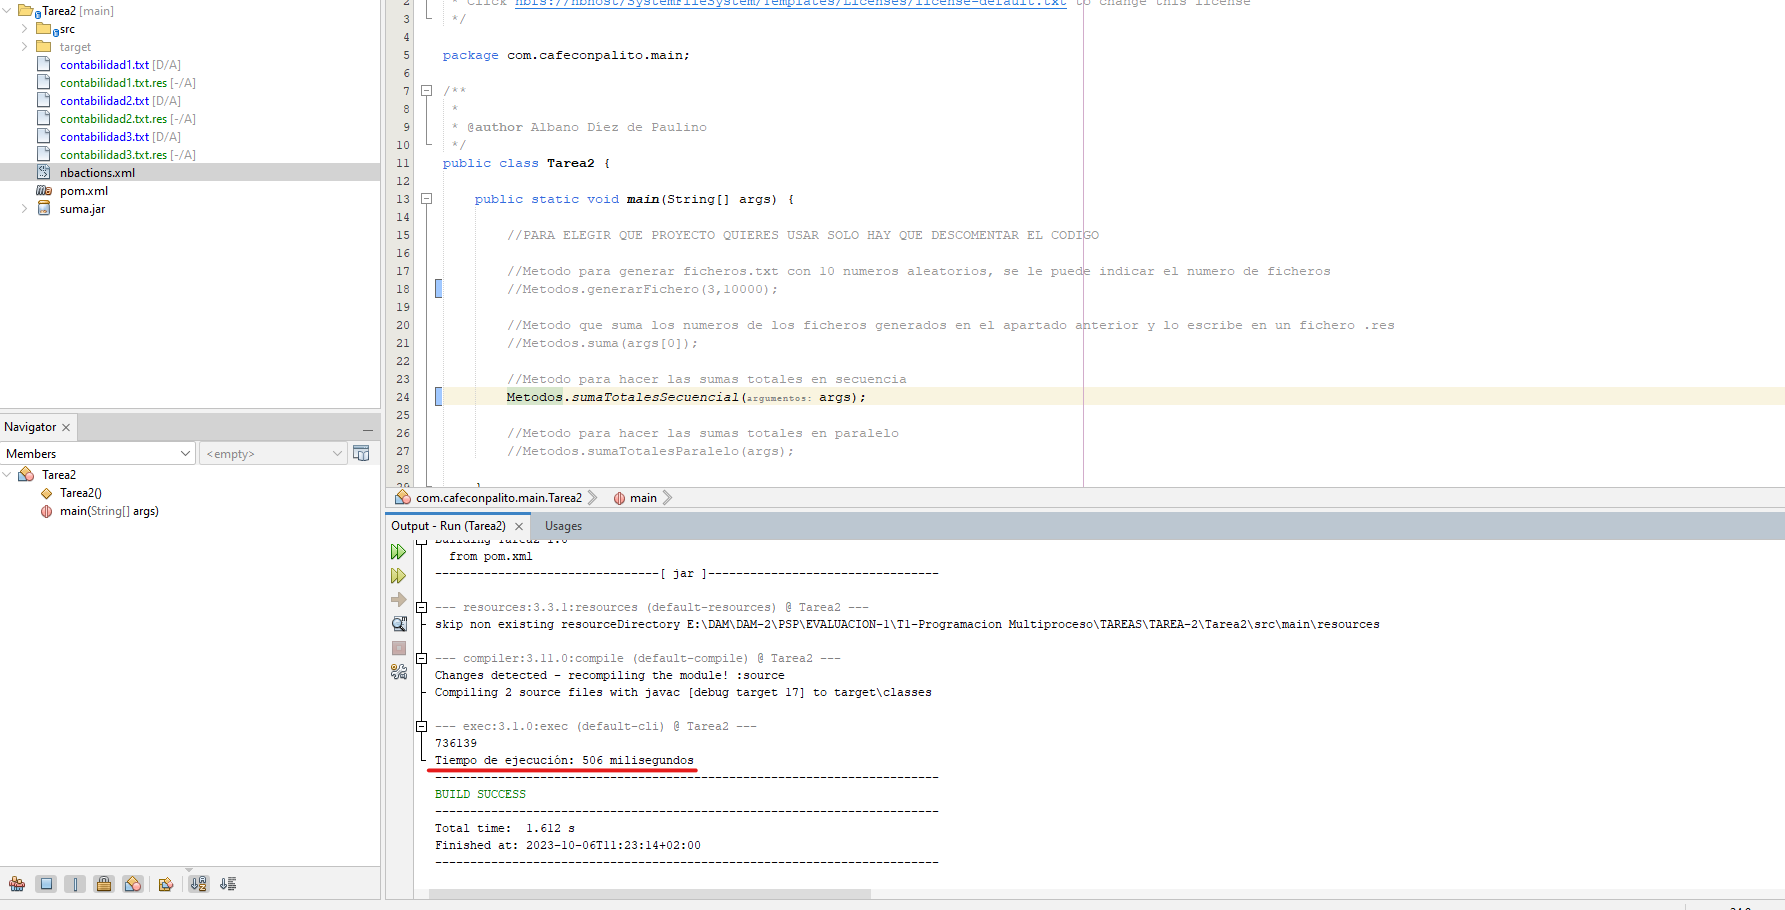 Tarea2 [main]
src
target
contabilidad1.txt [D/A]
contabilidad1.txt.res [-/A]
contabilidad2.txt [D/A]
contabilidad2.txt.res [-/A]
contabilidad3.txt [D/A]
contabilidad3.txt.res [-/A]
nbactions.xml
pom.xml
suma.jar
Navigator
Members
<empty>
Tarea2
Tarea2()
main(String[] args)
2 * Click nbfs://nbhost/SystemFileSystem/Templates/Licenses/license-default.txt to change this license
3 */
4
5 package com.cafeconpalito.main;
6
7 /**
8 *
9 * @author Albano Díez de Paulino
10 */
11 public class Tarea2 {
12
13 public static void main(String[] args) {
14
15 //PARA ELEGIR QUE PROYECTO QUIERES USAR SOLO HAY QUE DESCOMENTAR EL CODIGO
16
17 //Metodo para generar ficheros.txt con 10 numeros aleatorios, se le puede indicar el numero de ficheros
18 //Metodos.generarFichero(3,10000);
19
20 //Metodo que suma los numeros de los ficheros generados en el apartado anterior y lo escribe en un fichero .res
21 //Metodos.suma(args[0]);
22
23 //Metodo para hacer las sumas totales en secuencia
24 Metodos.sumaTotalesSecuencial(argumentos: args);
25
26 //Metodo para hacer las sumas totales en paralelo
27 //Metodos.sumaTotalesParalelo(args);
28
29 }
com.cafeconpalito.main.Tarea2 main
Output - Run (Tarea2) Usages
Building Tarea2 1.0
from pom.xml
--------------------------------[ jar ]---------------------------------
--- resources:3.3.1:resources (default-resources) @ Tarea2 ---
skip non existing resourceDirectory E:\DAM\DAM-2\PSP\EVALUACION-1\T1-Programacion Multiproceso\TAREAS\TAREA-2\Tarea2\src\main\resources
--- compiler:3.11.0:compile (default-compile) @ Tarea2 ---
Changes detected - recompiling the module! :source
Compiling 2 source files with javac [debug target 17] to target\classes
--- exec:3.1.0:exec (default-cli) @ Tarea2 ---
736139
Tiempo de ejecución: 506 milisegundos
------------------------------------------------------------------------
BUILD SUCCESS
------------------------------------------------------------------------
Total time: 1.612 s
Finished at: 2023-10-06T11:23:14+02:00
------------------------------------------------------------------------